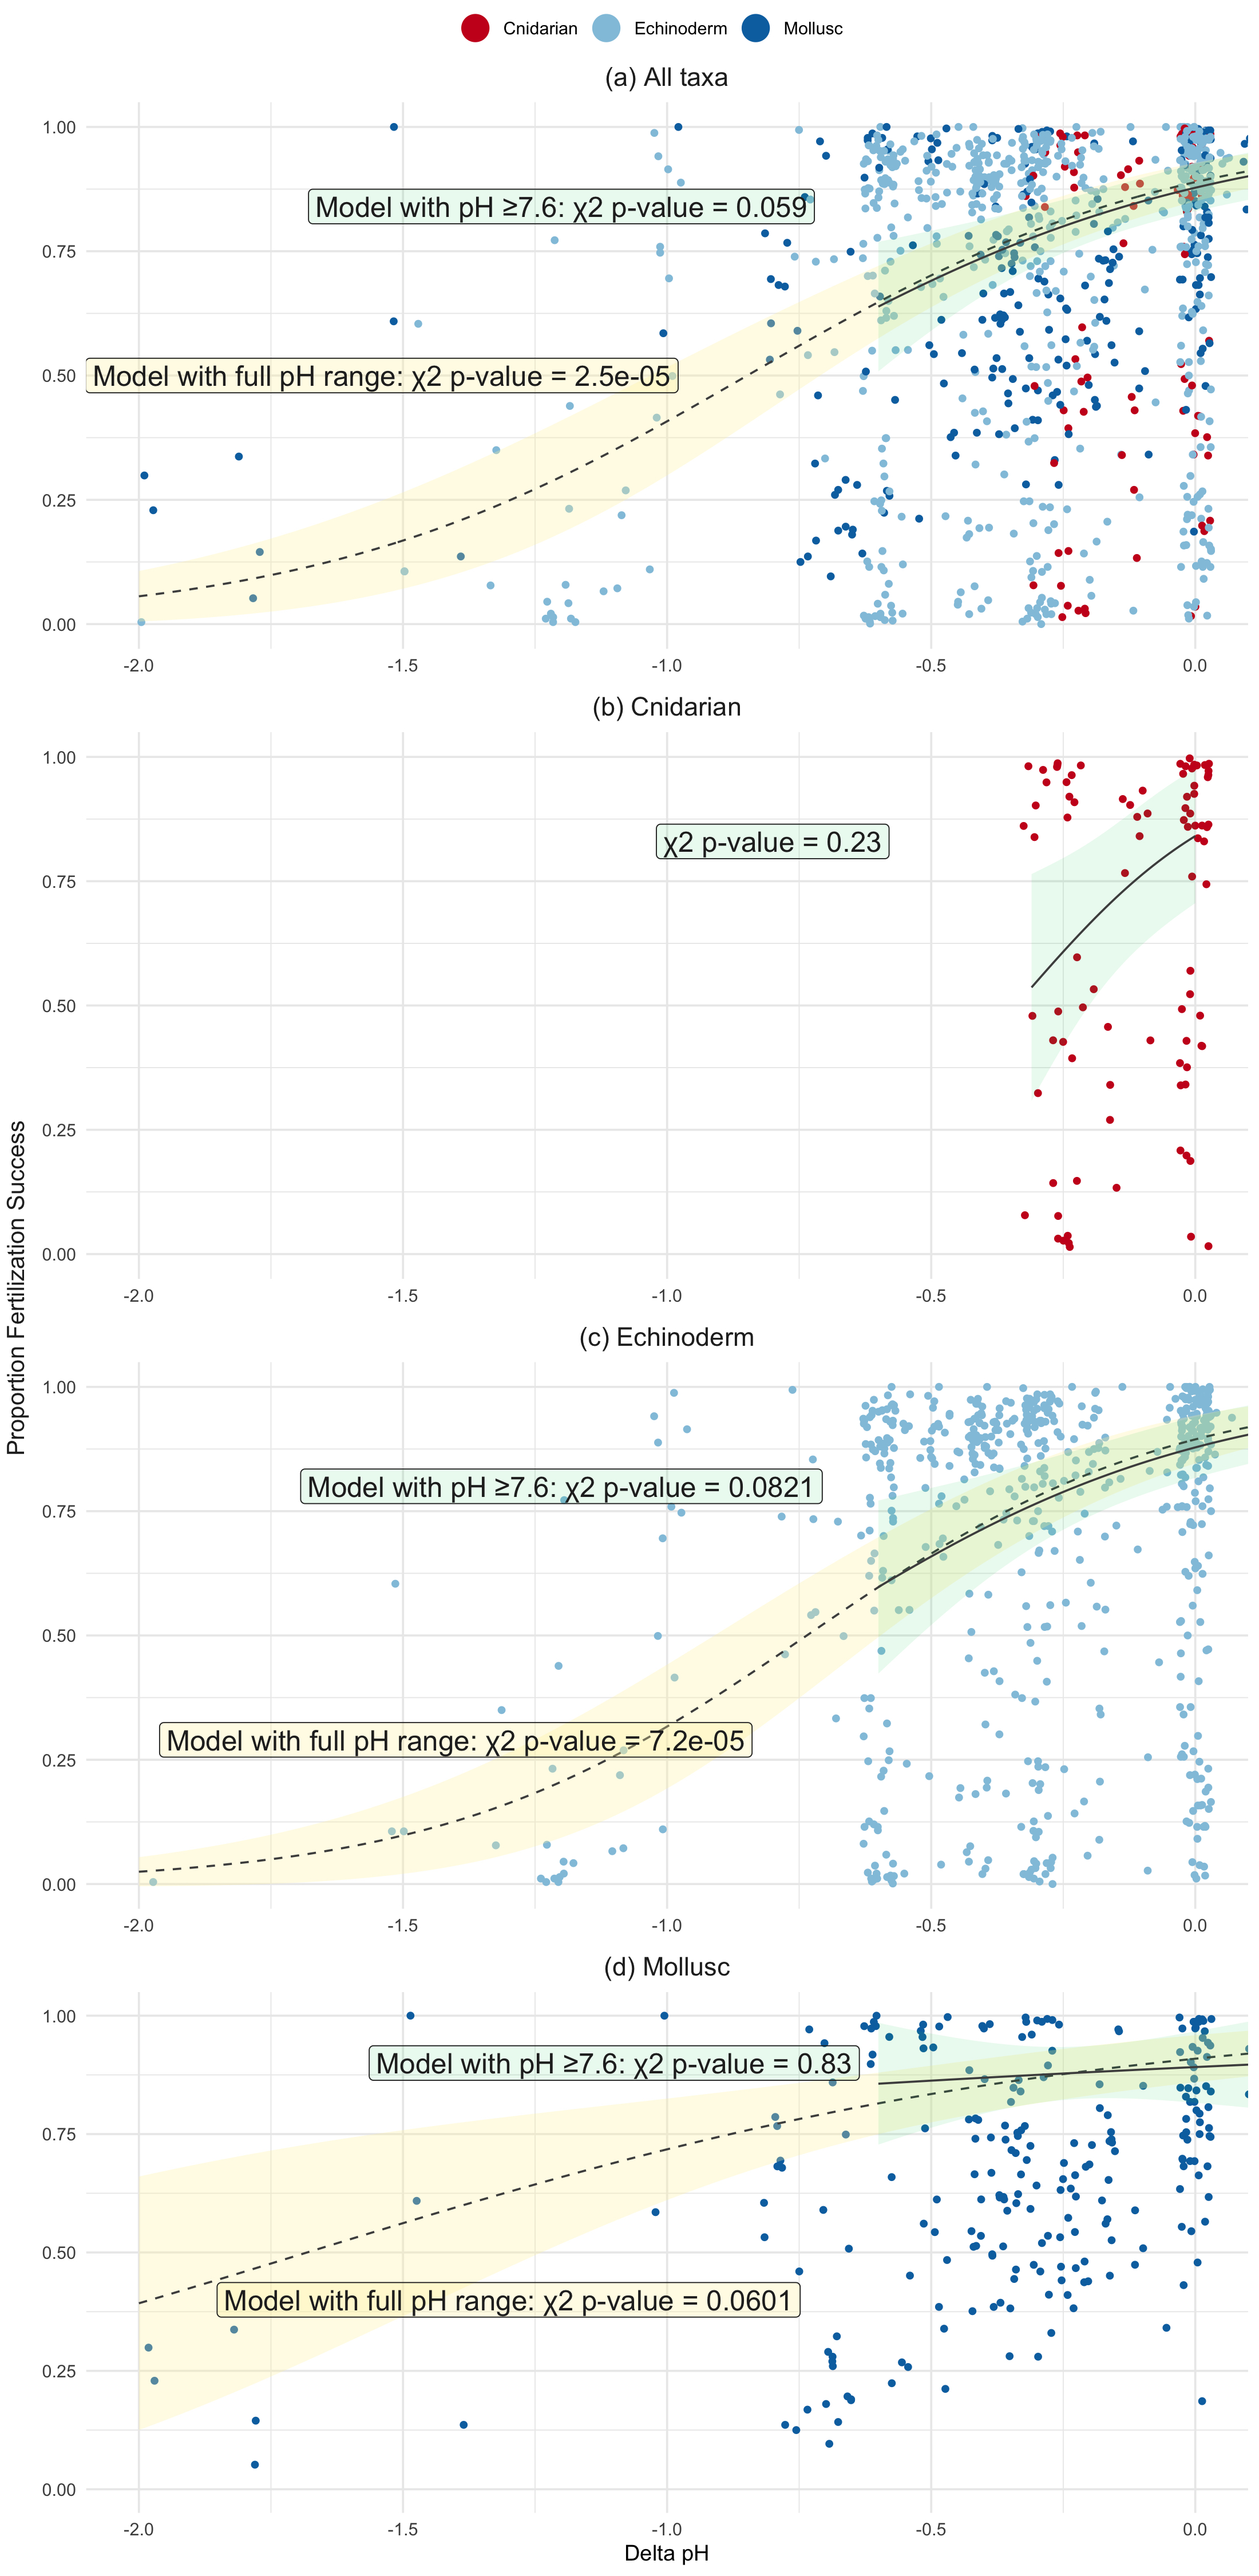 Cnidarian Echinoderm Mollusc
(a) All taxa
1.00
Model with pH ≥7.6: χ2 p-value = 0.059
0.75
0.50
Model with full pH range: χ2 p-value = 2.5e-05
0.25
0.00
-2.0 -1.5 -1.0 -0.5 0.0
(b) Cnidarian
1.00
χ2 p-value = 0.23
0.75
0.50
0.25
0.00
-2.0 -1.5 -1.0 -0.5 0.0
Proportion Fertilization Success
(c) Echinoderm
1.00
Model with pH ≥7.6: χ2 p-value = 0.0821
0.75
0.50
Model with full pH range: χ2 p-value = 7.2e-05
0.25
0.00
-2.0 -1.5 -1.0 -0.5 0.0
(d) Mollusc
1.00
Model with pH ≥7.6: χ2 p-value = 0.83
0.75
0.50
Model with full pH range: χ2 p-value = 0.0601
0.25
0.00
-2.0 -1.5 -1.0 -0.5 0.0
Delta pH